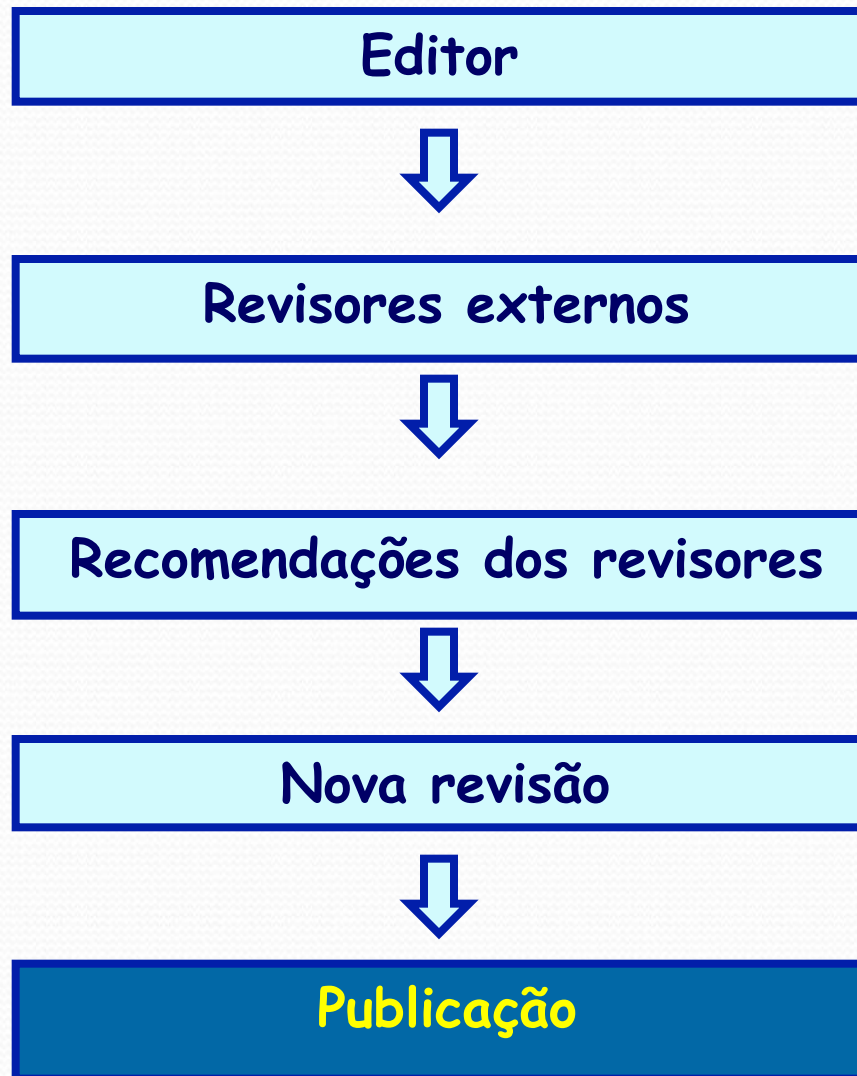 Editor
Revisores externos
Recomendações dos revisores
Nova revisão
Publicação